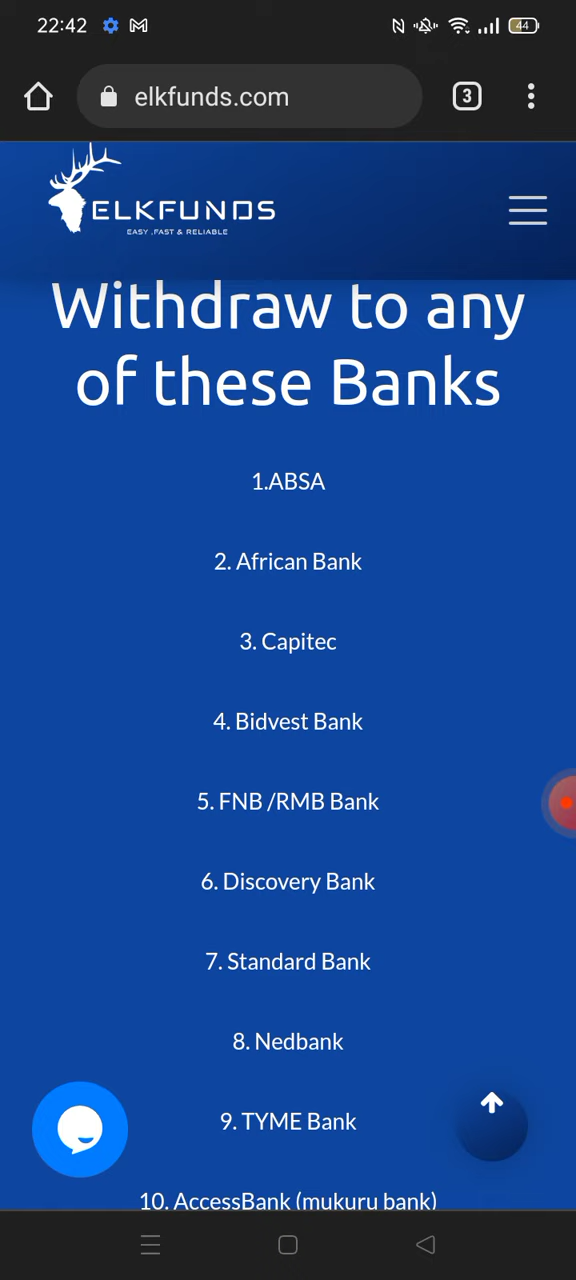 22:42
44
elkfunds.com
3
ELKFUNDS
EASY .FAST & RELIABLE
Withdraw to any
of these Banks
1.ABSA
2. African Bank
3. Capitec
4. Bidvest Bank
5. FNB /RMB Bank
6. Discovery Bank
7. Standard Bank
8. Nedbank
9. TYME Bank
10. AccessBank (mukuru bank)